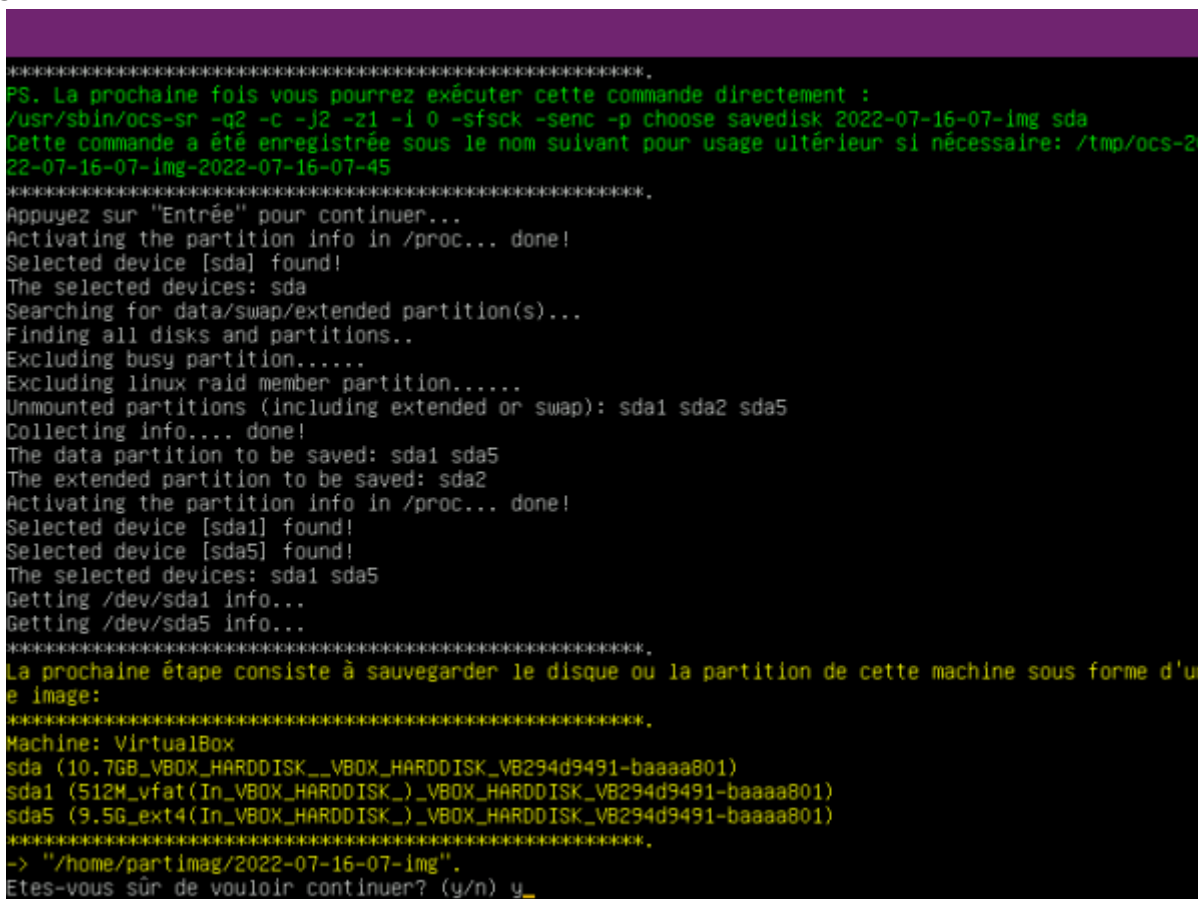 ************************************************************.
PS. La prochaine fois vous pourrez exécuter cette commande directement :
/usr/sbin/ocs-sr -q2 -c -j2 -z1 -i 0 -sfsck -senc -p choose savedisk 2022-07-16-07-img sda
Cette commande a été enregistrée sous le nom suivant pour usage ultérieur si nécessaire: /tmp/ocs-2
22-07-16-07-img-2022-07-16-07-45
************************************************************.
Appuyez sur "Entrée" pour continuer...
Activating the partition info in /proc... done!
Selected device [sda] found!
The selected devices: sda
Searching for data/swap/extended partition(s)...
Finding all disks and partitions..
Excluding busy partition......
Excluding linux raid member partition......
Unmounted partitions (including extended or swap): sda1 sda2 sda5
Collecting info.... done!
The data partition to be saved: sda1 sda5
The extended partition to be saved: sda2
Activating the partition info in /proc... done!
Selected device [sda1] found!
Selected device [sda5] found!
The selected devices: sda1 sda5
Getting /dev/sda1 info...
Getting /dev/sda5 info...
************************************************************.
La prochaine étape consiste à sauvegarder le disque ou la partition de cette machine sous forme d'un
e image:
************************************************************.
Machine: VirtualBox
sda (10.7GB_VBOX_HARDDISK__VBOX_HARDDISK_VB294d9491-baaaa801)
sda1 (512M_vfat(In_VBOX_HARDDISK_)_VBOX_HARDDISK_VB294d9491-baaaa801)
sda5 (9.5G_ext4(In_VBOX_HARDDISK_)_VBOX_HARDDISK_VB294d9491-baaaa801)
************************************************************.
-> "/home/partimag/2022-07-16-07-img".
Etes-vous sûr de vouloir continuer? (y/n) y_